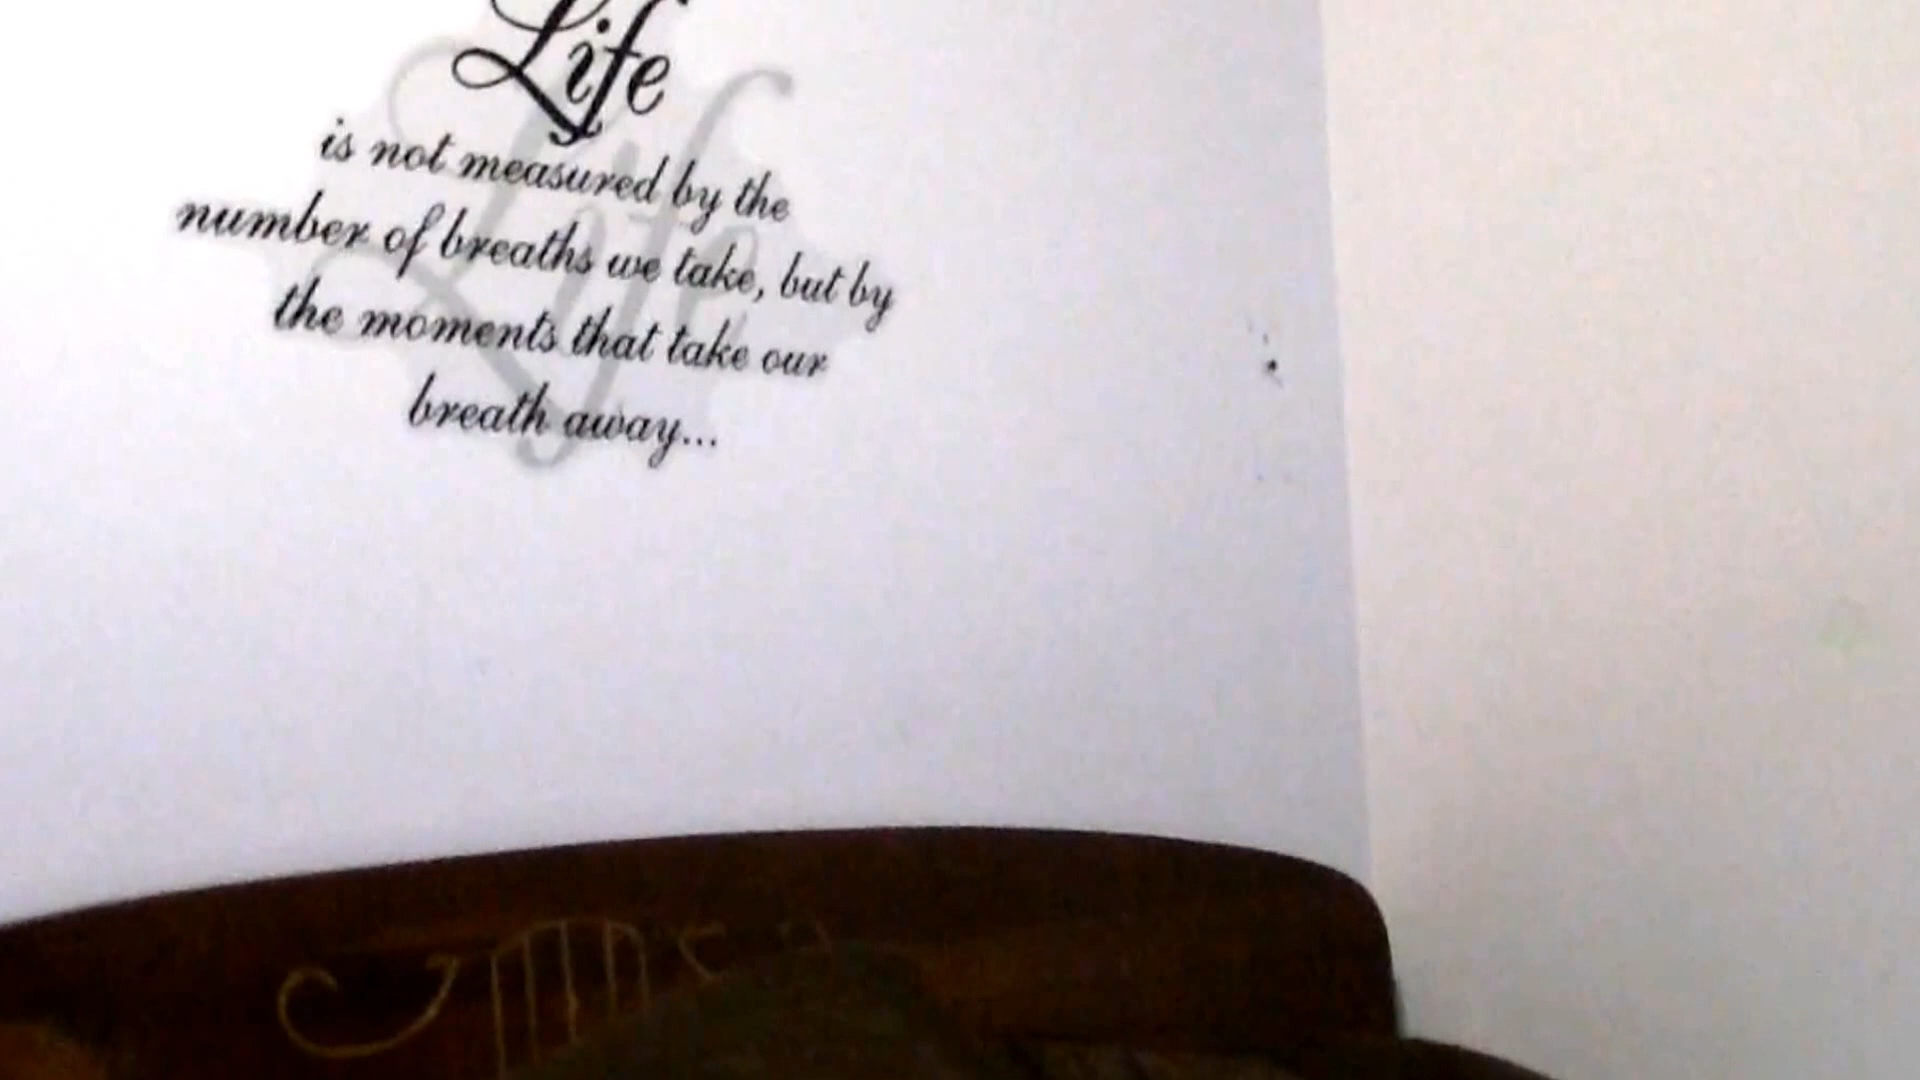 Life
is not measured by the
number of breaths we take, but by
the moments that take our
breath away...